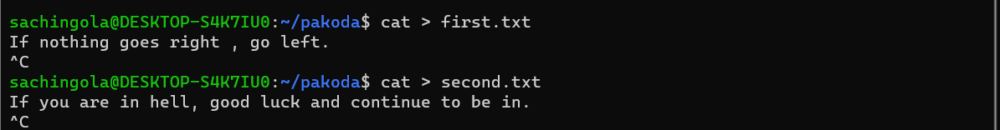 sachingola@DESKTOP-S4K7IU0:~/pakoda$ cat > first.txt
If nothing goes right , go left.
^C
sachingola@DESKTOP-S4K7IU0:~/pakoda$ cat > second.txt
If you are in hell, good luck and continue to be in.
^C